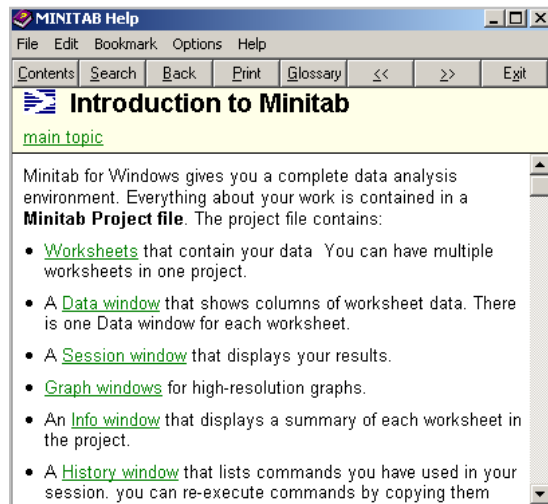 MINITAB Help
File Edit Bookmark Options Help
Contents Search Back Print Glossary << >> Exit
Introduction to Minitab
main topic
Minitab for Windows gives you a complete data analysis
environment. Everything about your work is contained in a
Minitab Project file. The project file contains:
• Worksheets that contain your data You can have multiple
worksheets in one project.
• A Data window that shows columns of worksheet data. There
is one Data window for each worksheet.
• A Session window that displays your results.
• Graph windows for high-resolution graphs.
• An Info window that displays a summary of each worksheet in
the project.
• A History window that lists commands you have used in your
session. you can re-execute commands by copying them